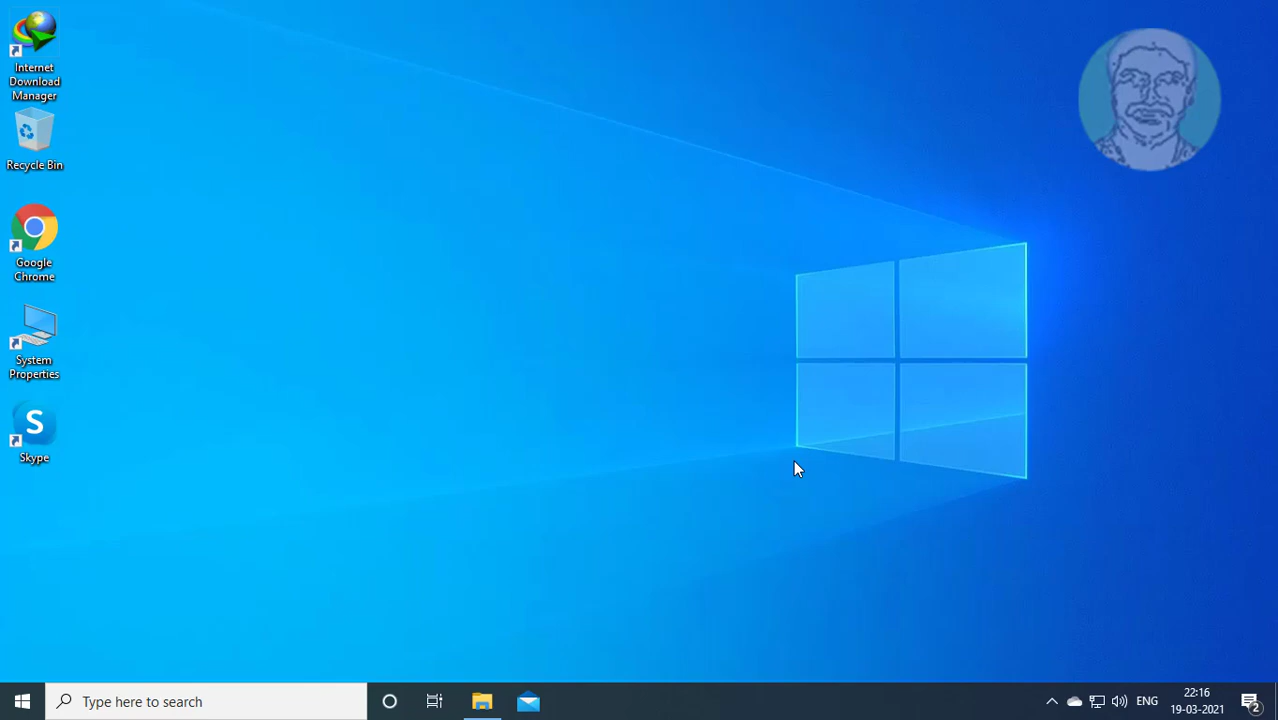 Internet
Download
Manager
Recycle Bin
Google
Chrome
System
Properties
S
Skype
Type here to search
ENG
22:16
19-03-2021
2